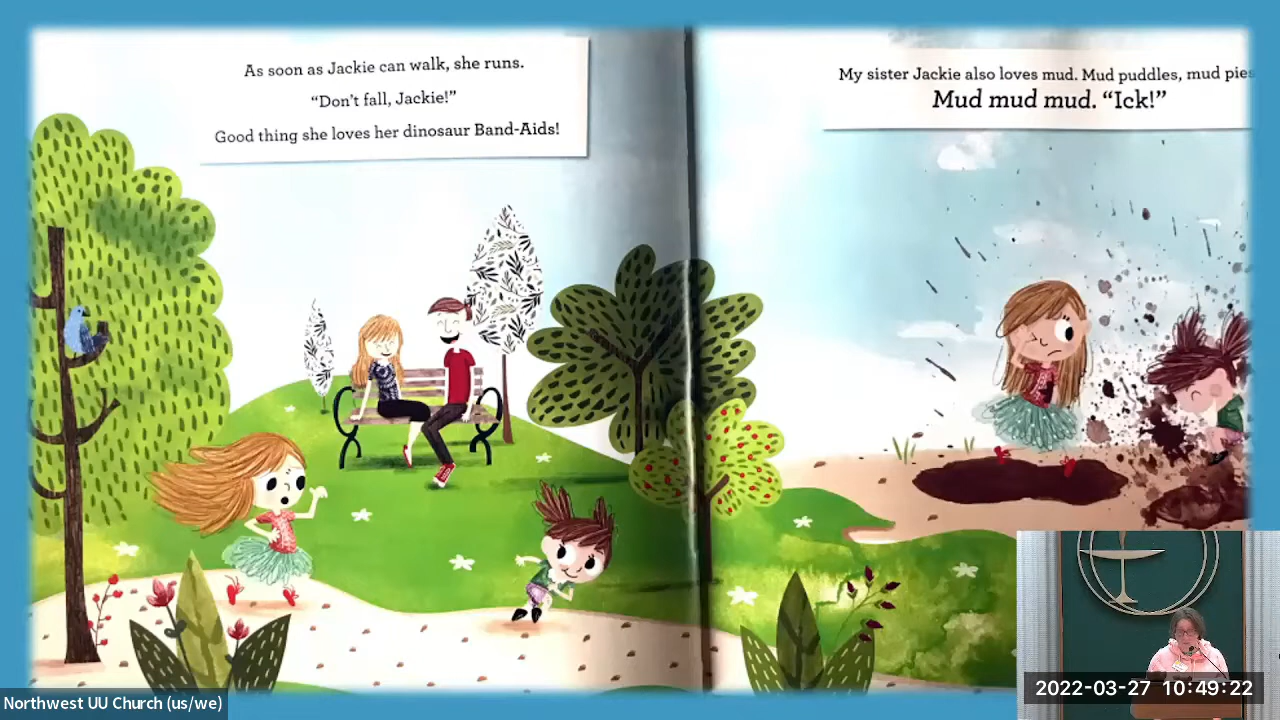 As soon as Jackie can walk, she runs.
“Don’t fall, Jackie!”
Good thing she loves her dinosaur Band-Aids!
My sister Jackie also loves mud. Mud puddles, mud pies
Mud mud mud. “Ick!”
Northwest UU Church (us/we)
2022-03-27 10:49:22